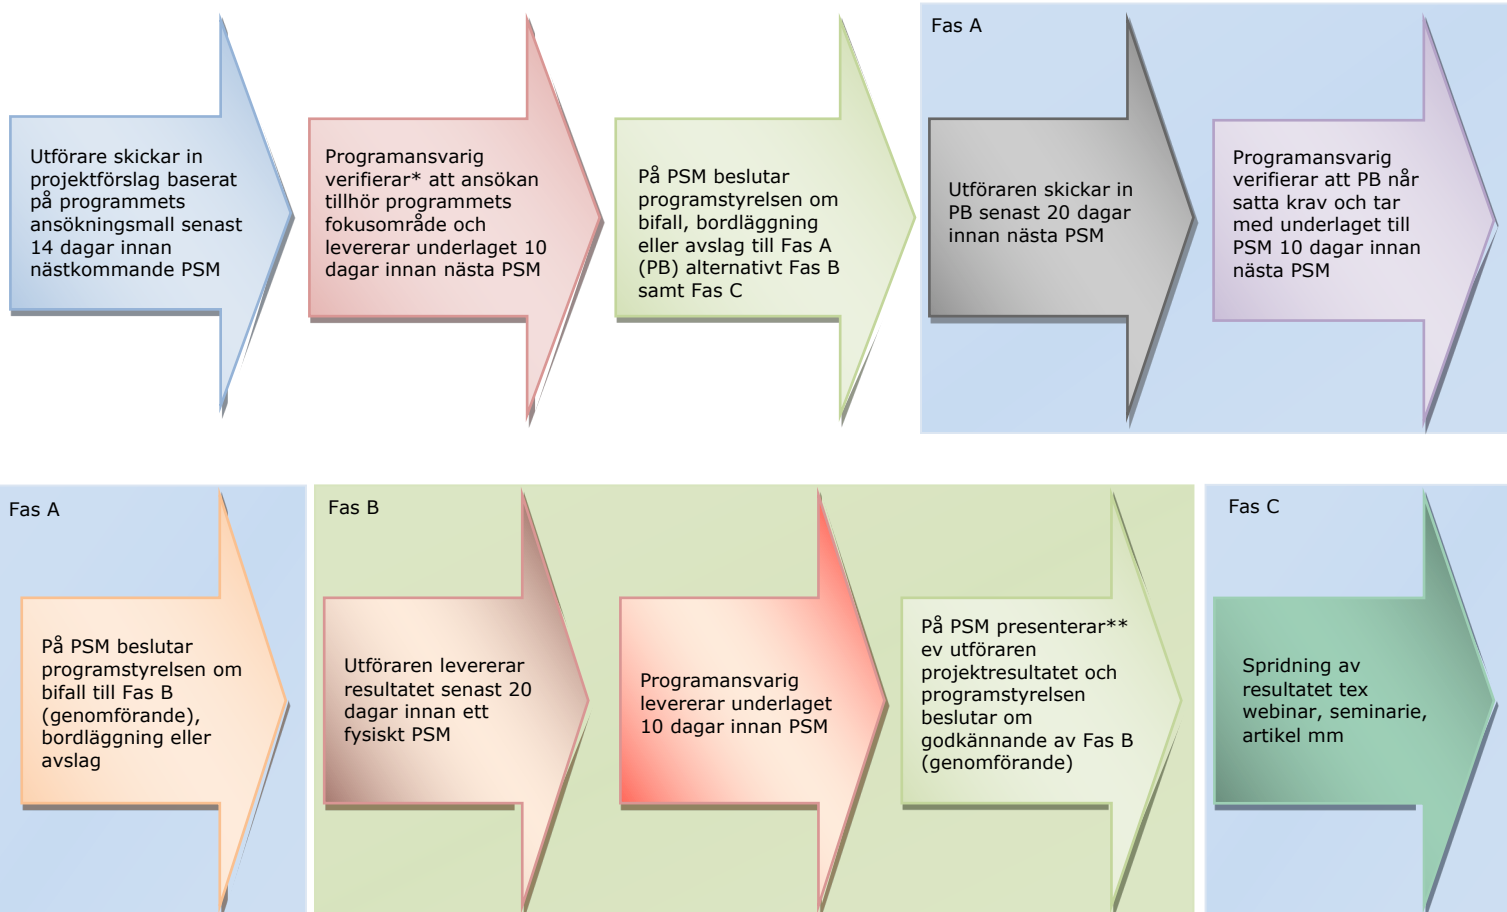 Utförare skickar in
projektförslag baserat
på programmets
ansökningsmall senast
14 dagar innan
nästkommande PSM
Programansvarig
verifierar* att ansökan
tillhör programmets
fokusområde och
levererar underlaget 10
dagar innan nästa PSM
På PSM beslutar
programstyrelsen om
bifall, bordläggning
eller avslag till Fas A
(PB) alternativt Fas B
samt Fas C
Fas A
Utföraren skickar in
PB senast 20 dagar
innan nästa PSM
Programansvarig
verifierar att PB når
satta krav och tar
med underlaget till
PSM 10 dagar innan
nästa PSM
Fas A
På PSM beslutar
programstyrelsen om
bifall till Fas B
(genomförande),
bordläggning eller
avslag
Fas B
Utföraren levererar
resultatet senast 20
dagar innan ett
fysiskt PSM
Programansvarig
levererar underlaget
10 dagar innan PSM
På PSM presenterar**
ev utföraren
projektresultatet och
programstyrelsen
beslutar om
godkännande av Fas B
(genomförande)
Fas C
Spridning av
resultatet tex
webinar, seminarie,
artikel mm